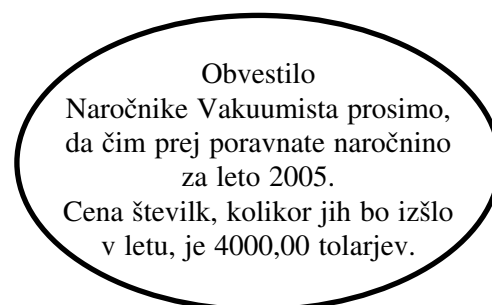 Obvestilo
Naročnike Vakuumista prosimo,
da čim prej poravnate naročnino
za leto 2005.
Cena številk, kolikor jih bo izšlo
v letu, je 4000,00 tolarjev.